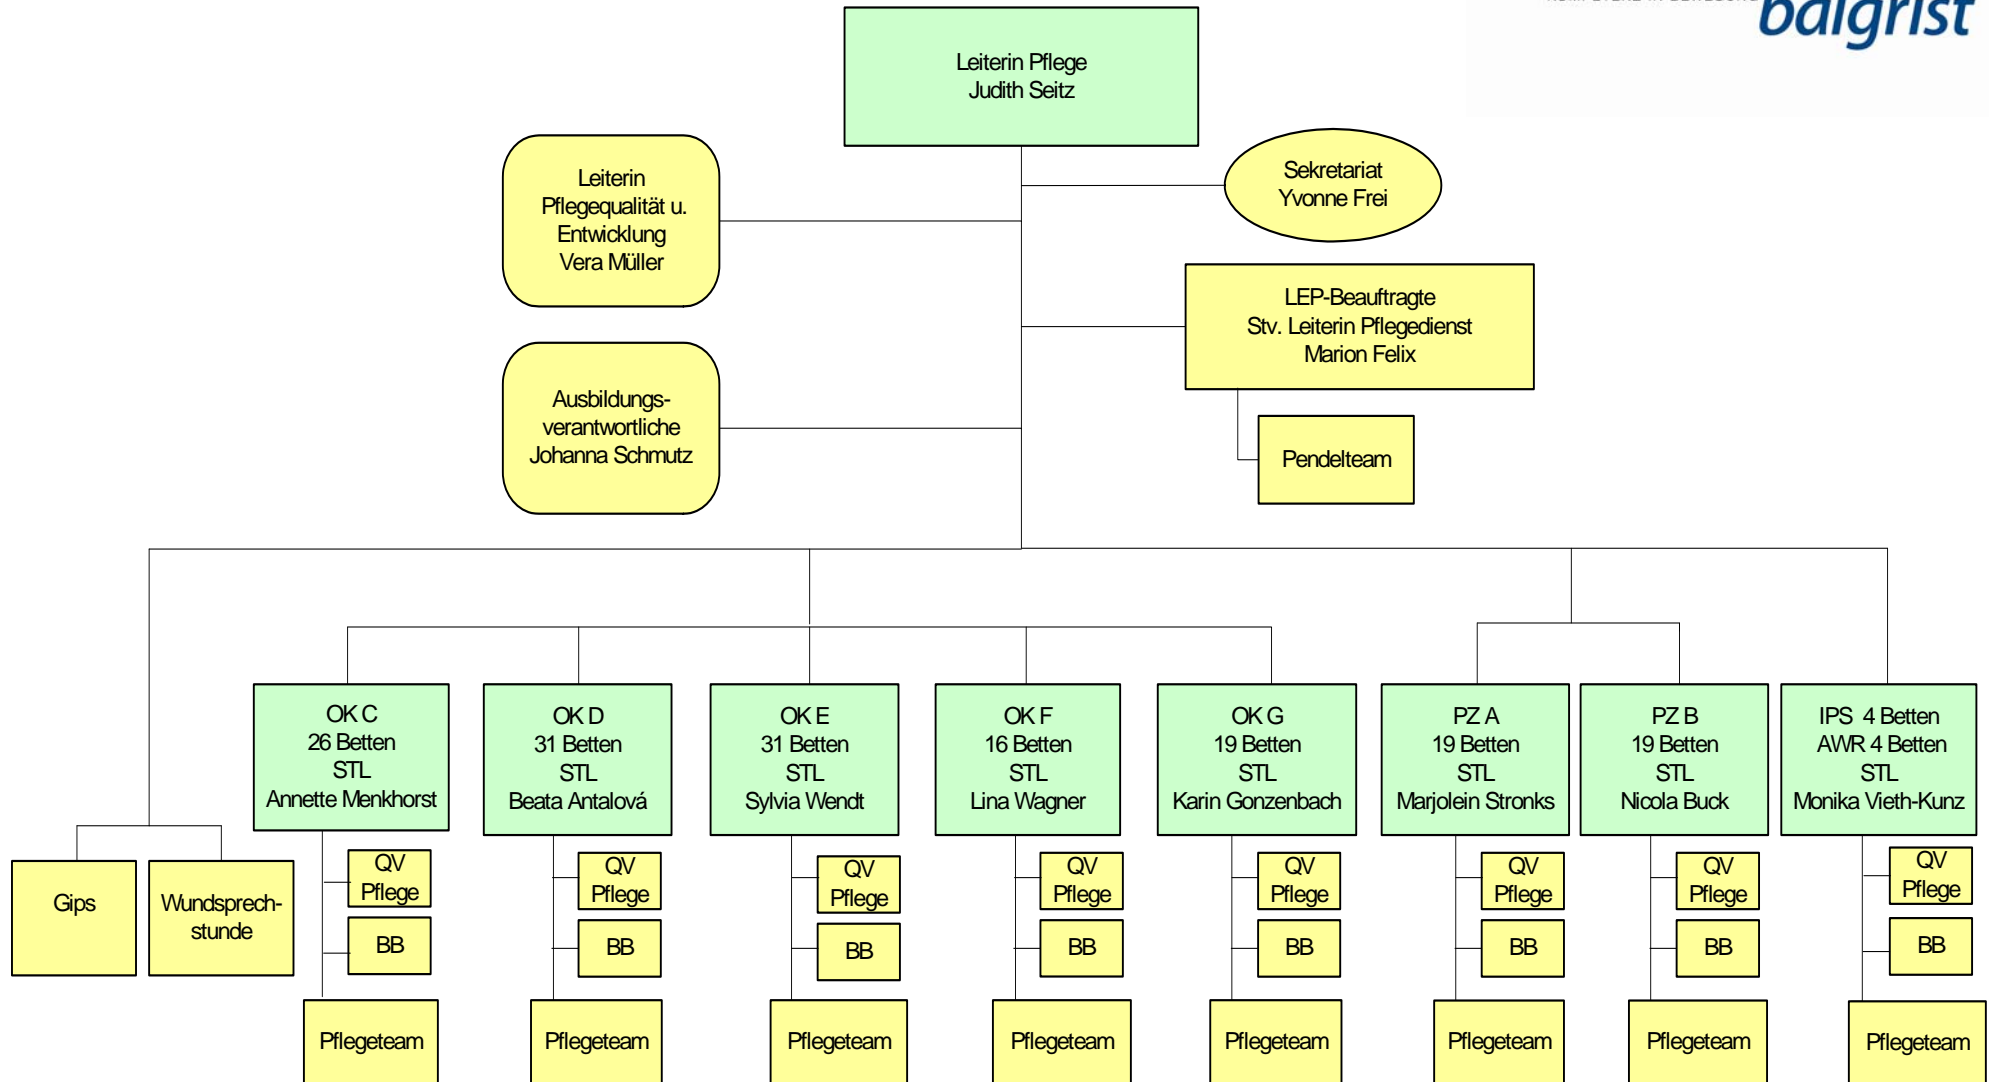 balgrist
Leiterin Pflege
Judith Seitz
Leiterin
Pflegequalität u.
Entwicklung
Vera Müller
Sekretariat
Yvonne Frei
LEP-Beauftragte
Stv. Leiterin Pflegedienst
Marion Felix
Ausbildungs-
verantwortliche
Johanna Schmutz
Pendelteam
OK C
26 Betten
STL
Annette Menkhorst
OK D
31 Betten
STL
Beata Antalová
OK E
31 Betten
STL
Sylvia Wendt
OK F
16 Betten
STL
Lina Wagner
OK G
19 Betten
STL
Karin Gonzenbach
PZ A
19 Betten
STL
Marjolein Stronks
PZ B
19 Betten
STL
Nicola Buck
IPS 4 Betten
AWR 4 Betten
STL
Monika Vieth-Kunz
Gips
Wundsprech-
stunde
QV
Pflege
BB
Pflegeteam
QV
Pflege
BB
Pflegeteam
QV
Pflege
BB
Pflegeteam
QV
Pflege
BB
Pflegeteam
QV
Pflege
BB
Pflegeteam
QV
Pflege
BB
Pflegeteam
QV
Pflege
BB
Pflegeteam
QV
Pflege
BB
Pflegeteam